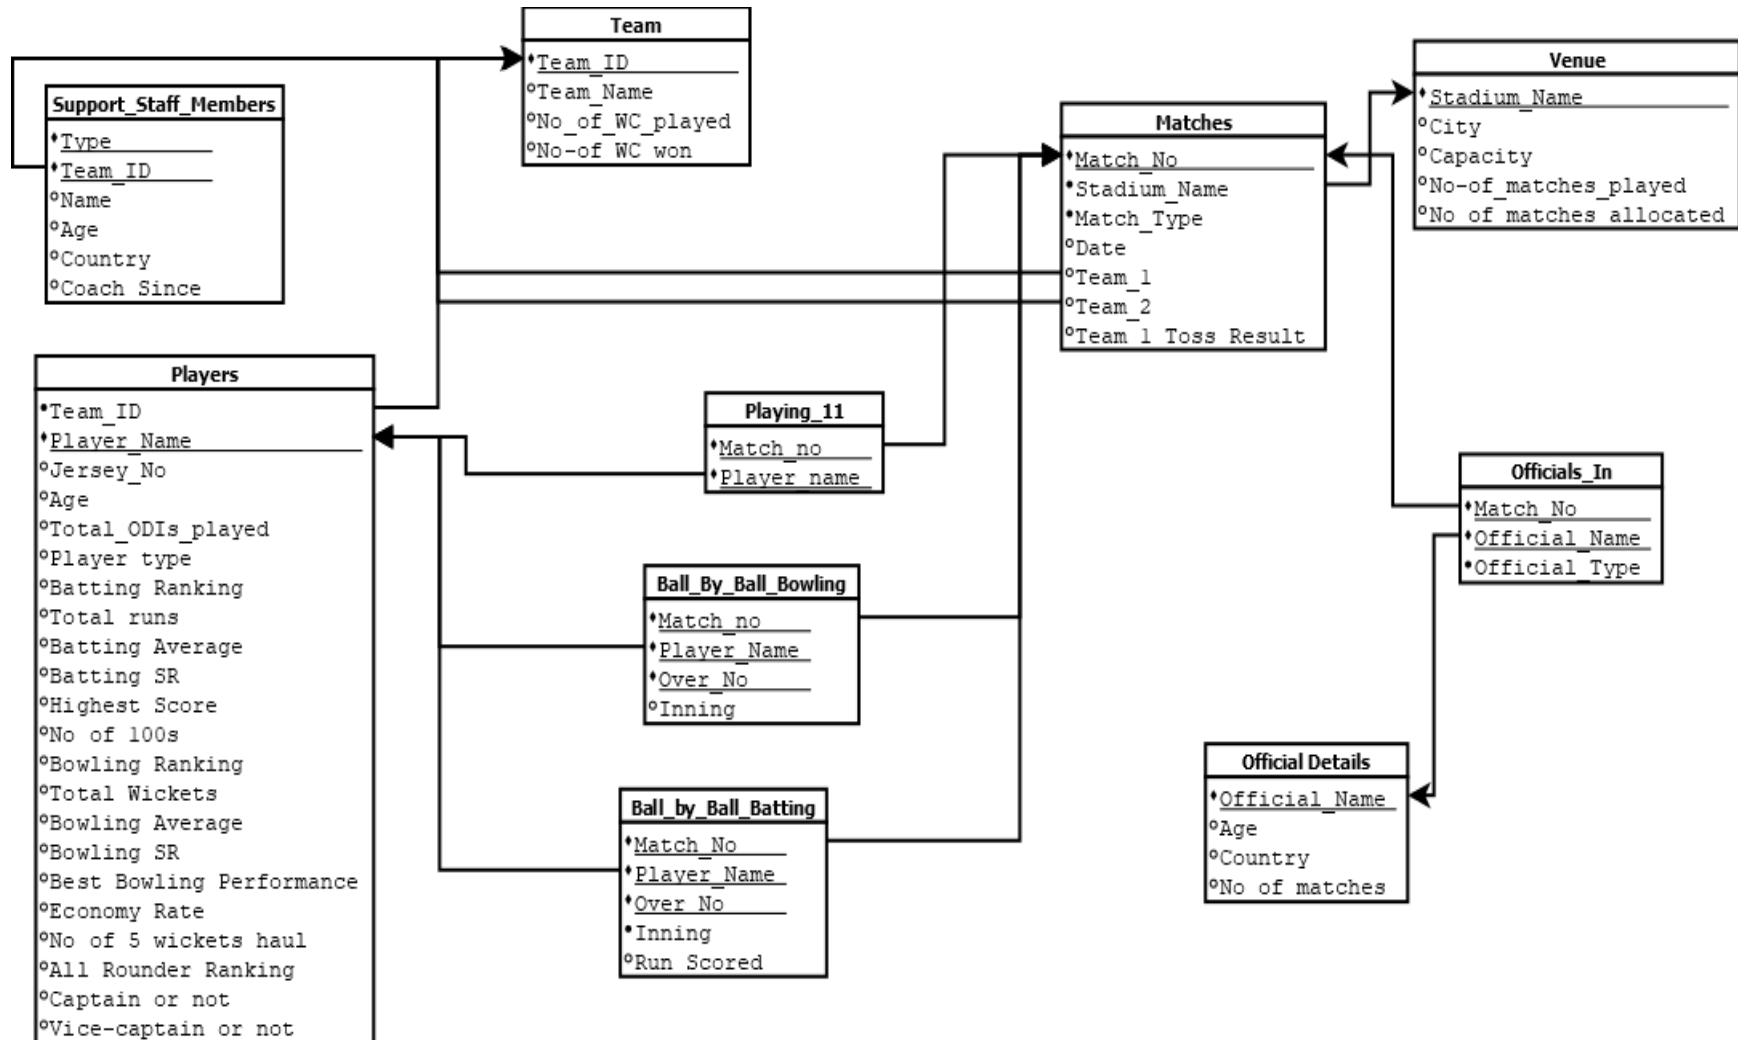 Team
Team_ID
Team_Name
No_of_WC_played
No-of WC won
Support_Staff_Members
Type
Team_ID
Name
Age
Country
Coach Since
Matches
Match_No
Stadium_Name
Match_Type
Date
Team_1
Team_2
Team 1 Toss Result
Venue
Stadium_Name
City
Capacity
No-of_matches_played
No of matches allocated
Players
Team_ID
Player_Name
Jersey_No
Age
Total_ODIs_played
Player type
Batting Ranking
Total runs
Batting Average
Batting SR
Highest Score
No of 100s
Bowling Ranking
Total Wickets
Bowling Average
Bowling SR
Best Bowling Performance
Economy Rate
No of 5 wickets haul
All Rounder Ranking
Captain or not
Vice-captain or not
Playing_11
Match_no
Player_name
Ball_By_Ball_Bowling
Match_no
Player_Name
Over_No
Inning
Ball_by_Ball_Batting
Match_No
Player_Name
Over_No
Inning
Run Scored
Officials_In
Match_No
Official_Name
Official_Type
Official Details
Official_Name
Age
Country
No of matches